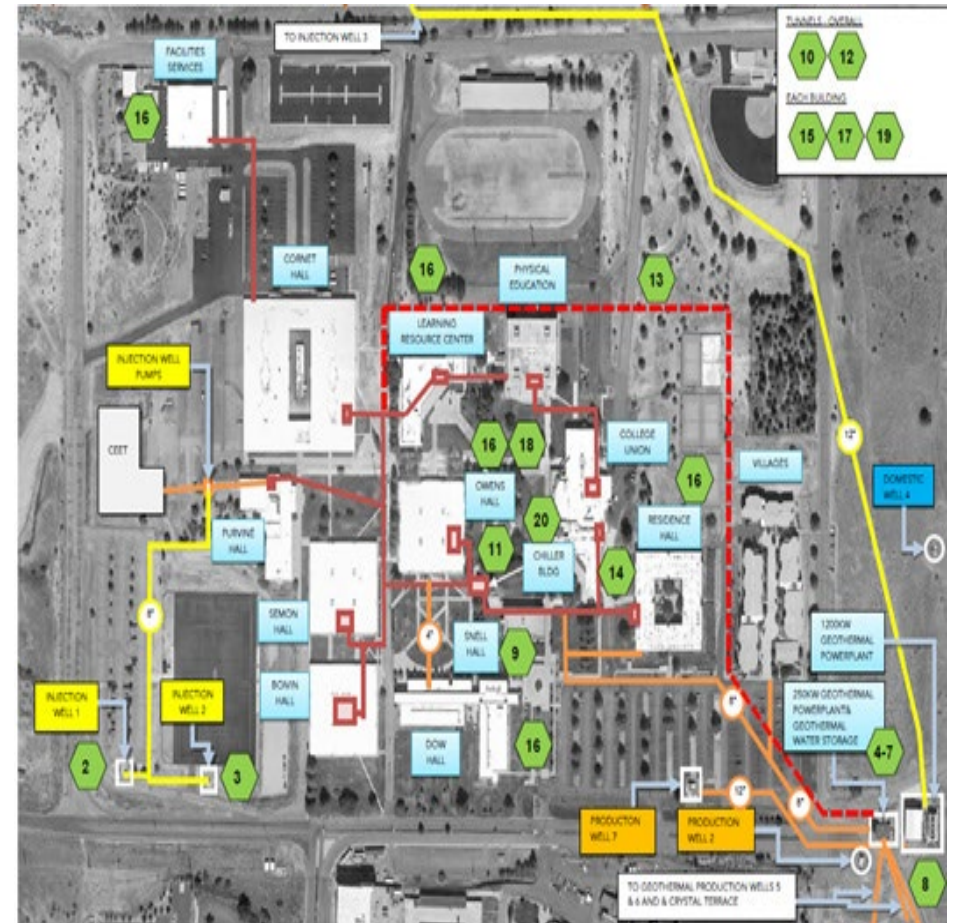 TO INJECTION WELL 3
TUNNELS - OVERALL
10 12
EACH BUILDING
15 17 19
FACILITIES
SERVICES
16
CORNET
HALL
16
PHYSICAL
EDUCATION
13
LEARNING
RESOURCE CENTER
INJECTION WELL
PUMPS
CEET
16 18
COLLEGE
UNION
VILLAGES
12"
DOMESTIC
WELL 4
16
OWENS
HALL
PURVINE
HALL
20
RESIDENCE
HALL
11
CHILLER
BLDG
14
SEMON
HALL
4"
SNELL
HALL
9
1200KW
GEOTHERMAL
POWERPLANT
BOIVIN
HALL
INJECTION
WELL 1
INJECTION
WELL 2
250KW GEOTHERMAL
POWERPLANT&
GEOTHERMAL
WATER STORAGE
4-7
2
3
DOW
HALL
16
12"
PRODUCTON
WELL 7
PRODUCTION
WELL 2
8
TO GEOTHERMAL PRODUCTION WELLS 5
& 6 AND & CRYSTAL TERRACE